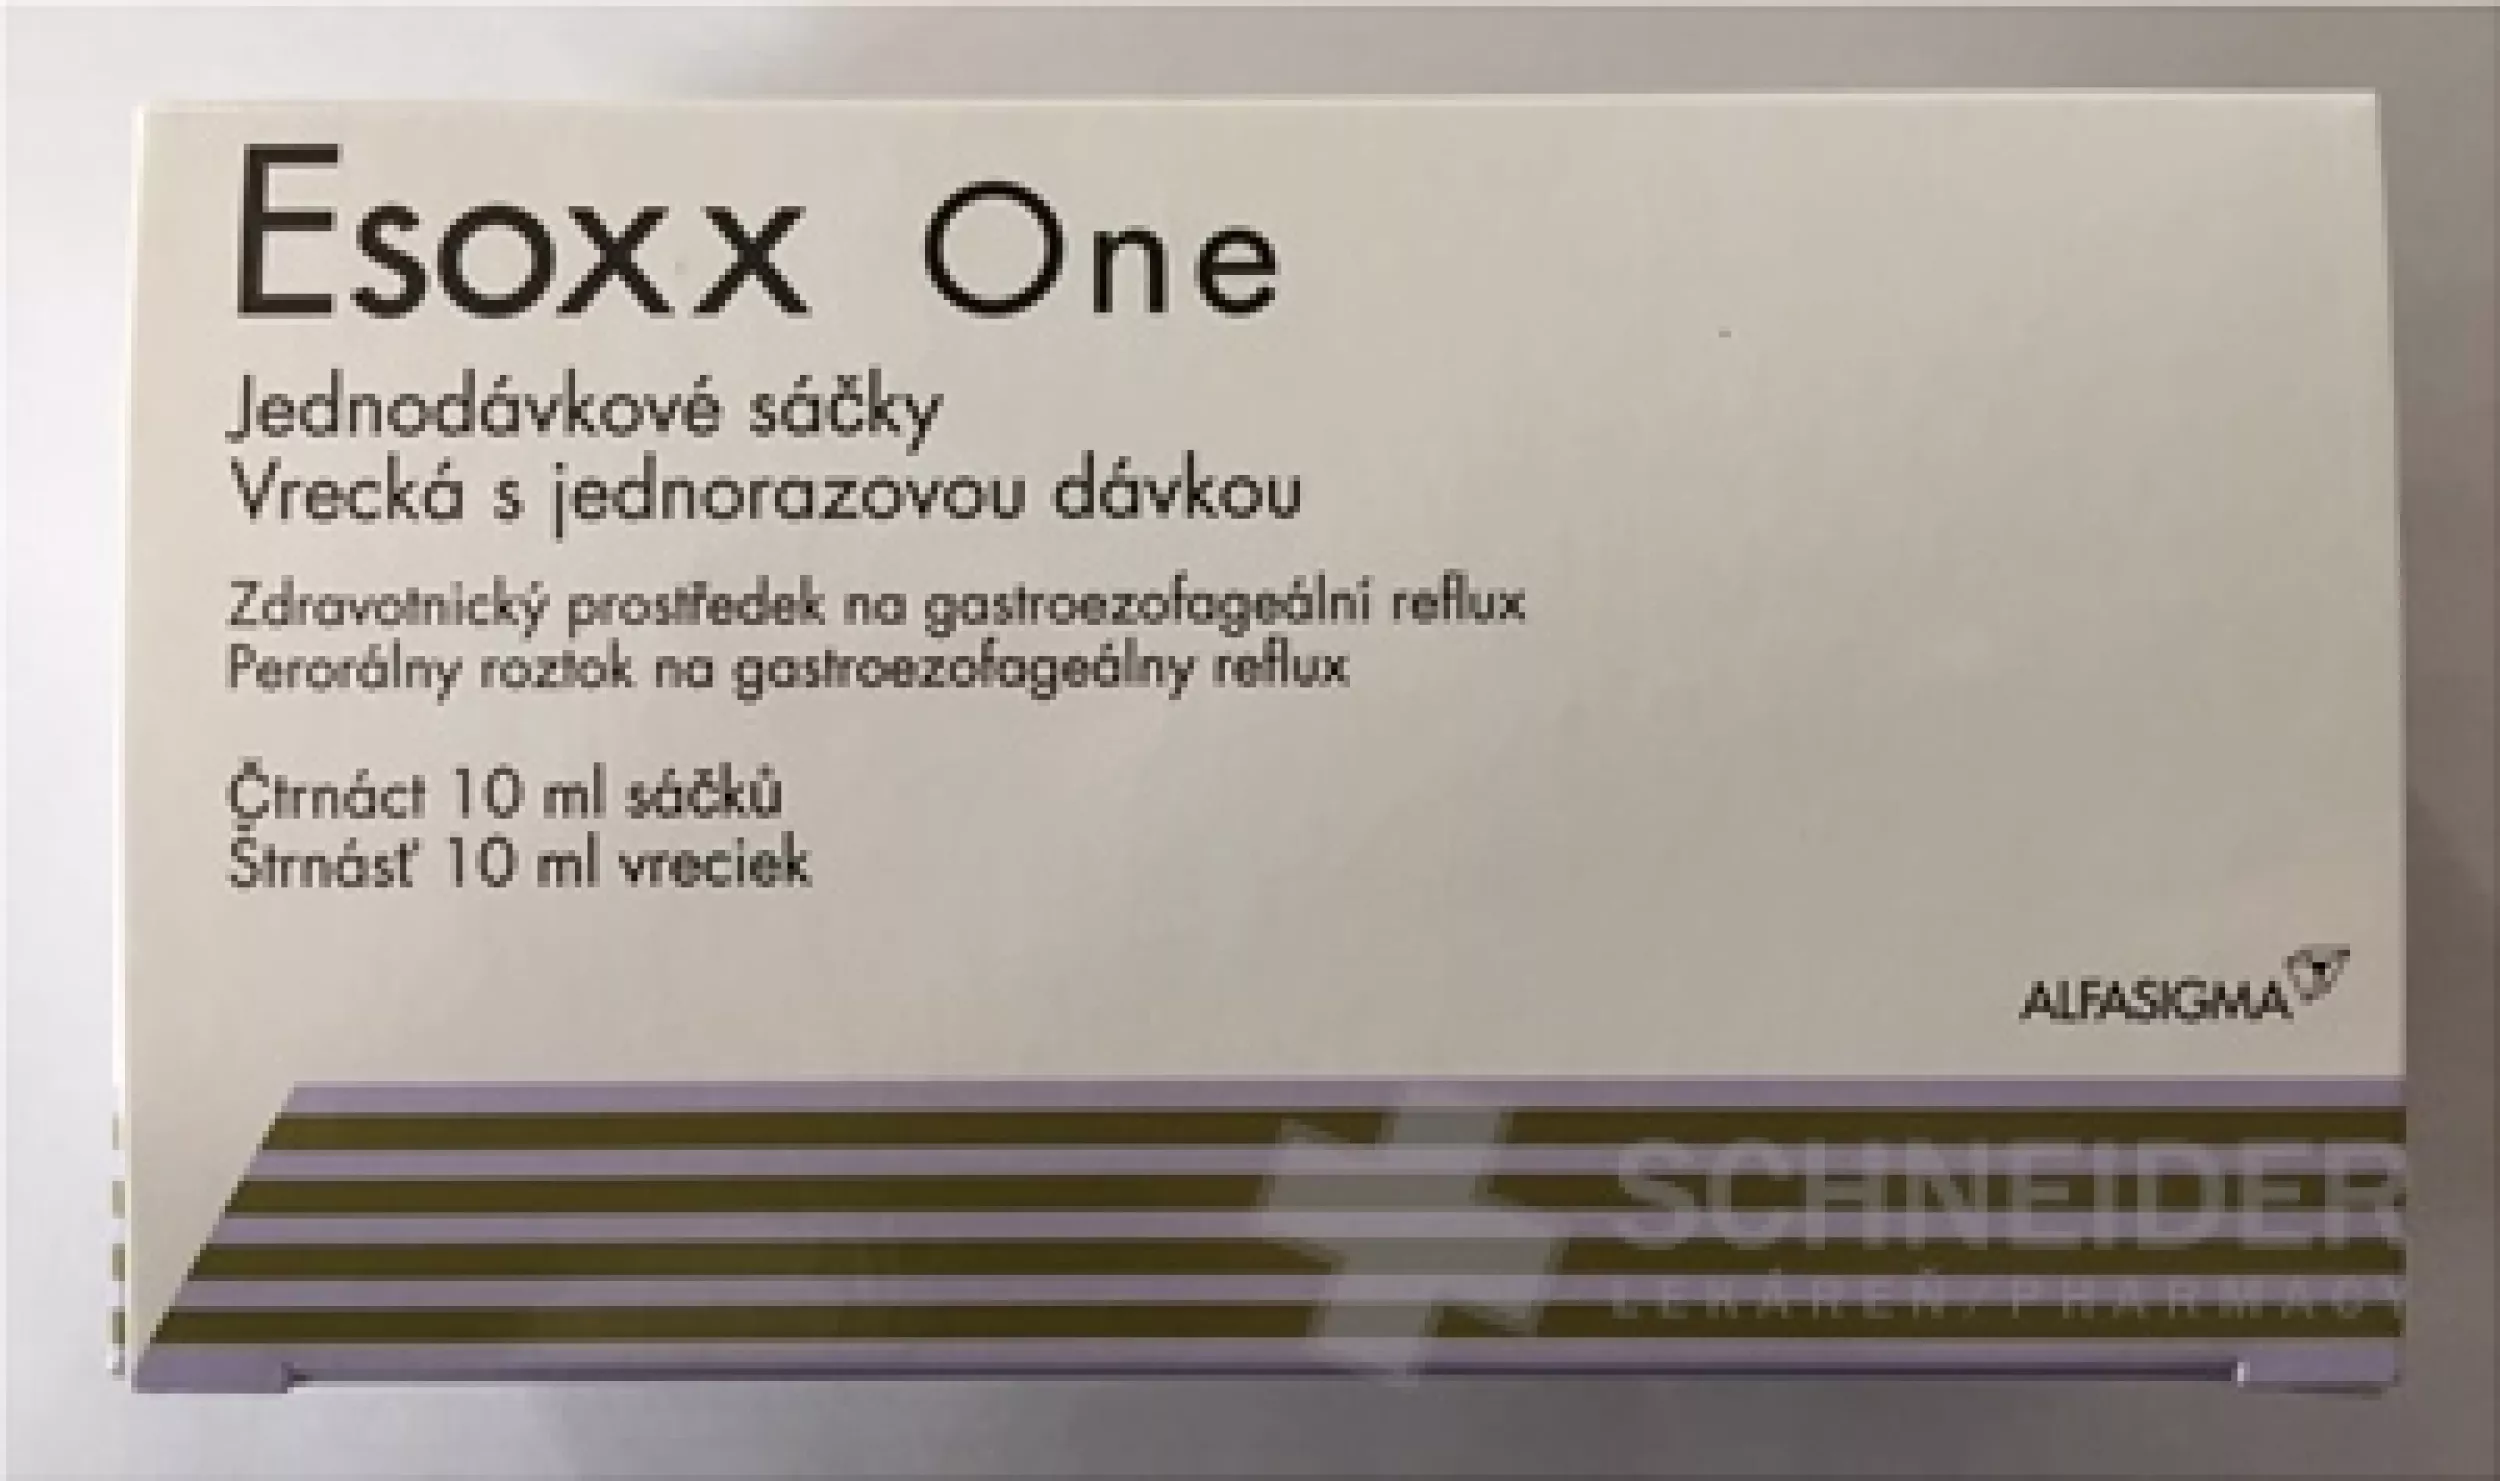 Esoxx One
Jednodávkové sáčky
Vrecká s jednorazovou dávkou
Zdravotnický prostředek na gastroezofageální reflux
Perorálny roztok na gastroezofageálny reflux
Čtrnáct 10 ml sáčků
Štrnásť 10 ml vreciek
ALFASIGMA
SCHNEIDER
LEKÁREŇ/PHARMACY